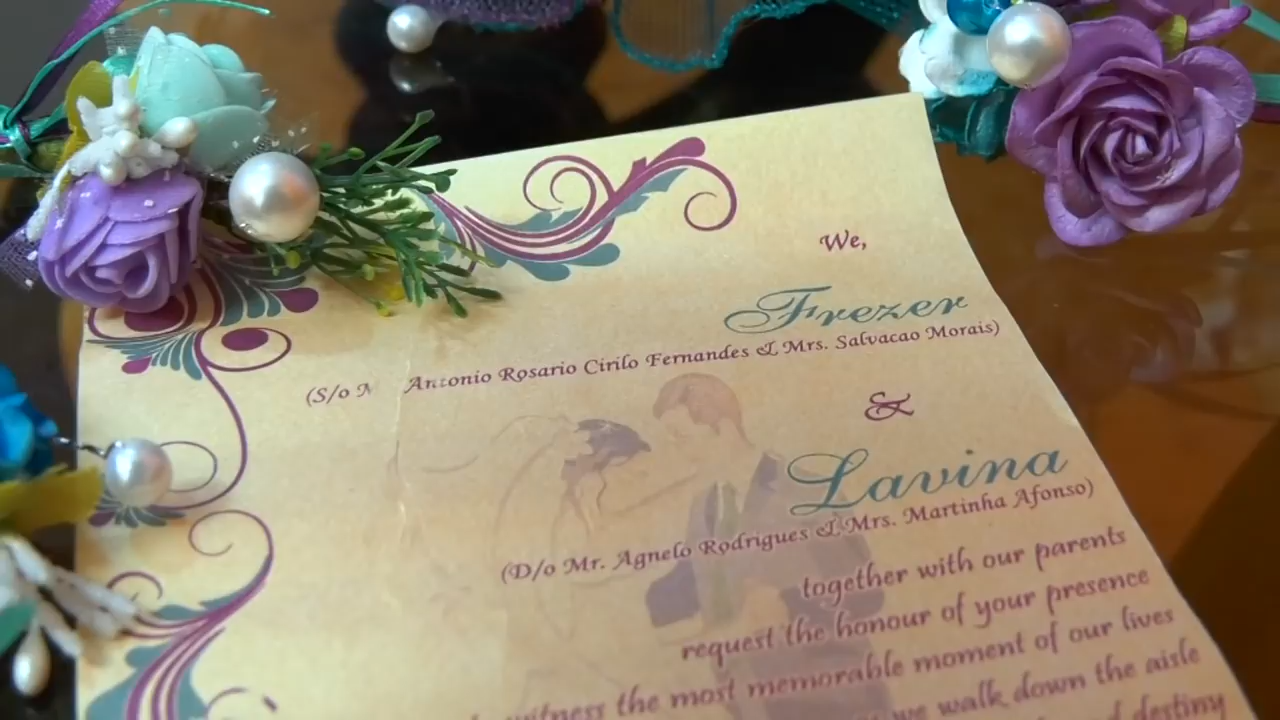 We,
Frezer
(S/o M Antonio Rosario Cirilo Fernandes & Mrs. Salvacao Morais)
&
Lavina
(D/o Mr. Agnelo Rodrigues & Mrs. Martinha Afonso)
together with our parents
request the honour of your presence
witness the most memorable moment of our lives
we walk down the aisle
destiny